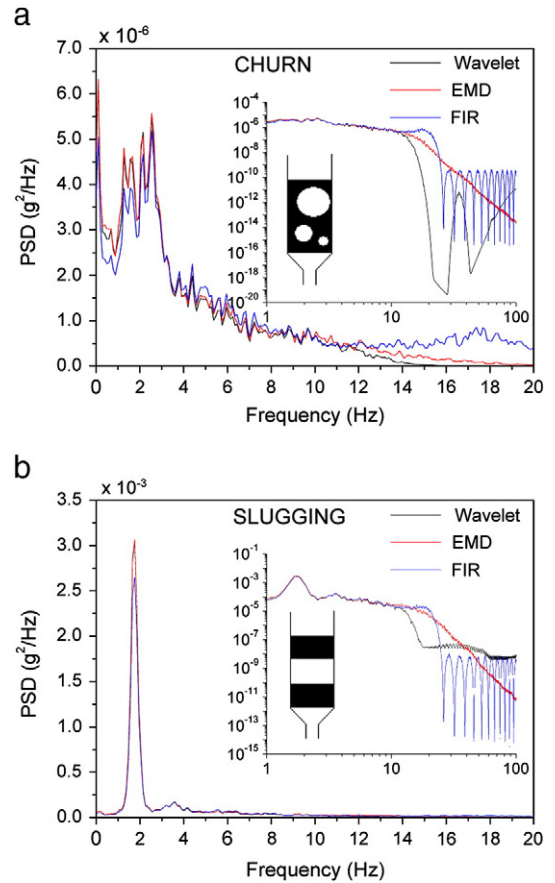 a
x 10^-6
7.0
6.0
5.0
4.0
3.0
2.0
1.0
0.0
PSD (g²/Hz)
CHURN
Wavelet
EMD
FIR
10^-4
10^-6
10^-8
10^-10
10^-12
10^-14
10^-16
10^-18
10^-20
1 10 100
0 2 4 6 8 10 12 14 16 18 20
Frequency (Hz)
b
x 10^-3
3.5
3.0
2.5
2.0
1.5
1.0
0.5
0.0
PSD (g²/Hz)
SLUGGING
Wavelet
EMD
FIR
10^-1
10^-3
10^-5
10^-7
10^-9
10^-11
10^-13
10^-15
1 10 100
0 2 4 6 8 10 12 14 16 18 20
Frequency (Hz)